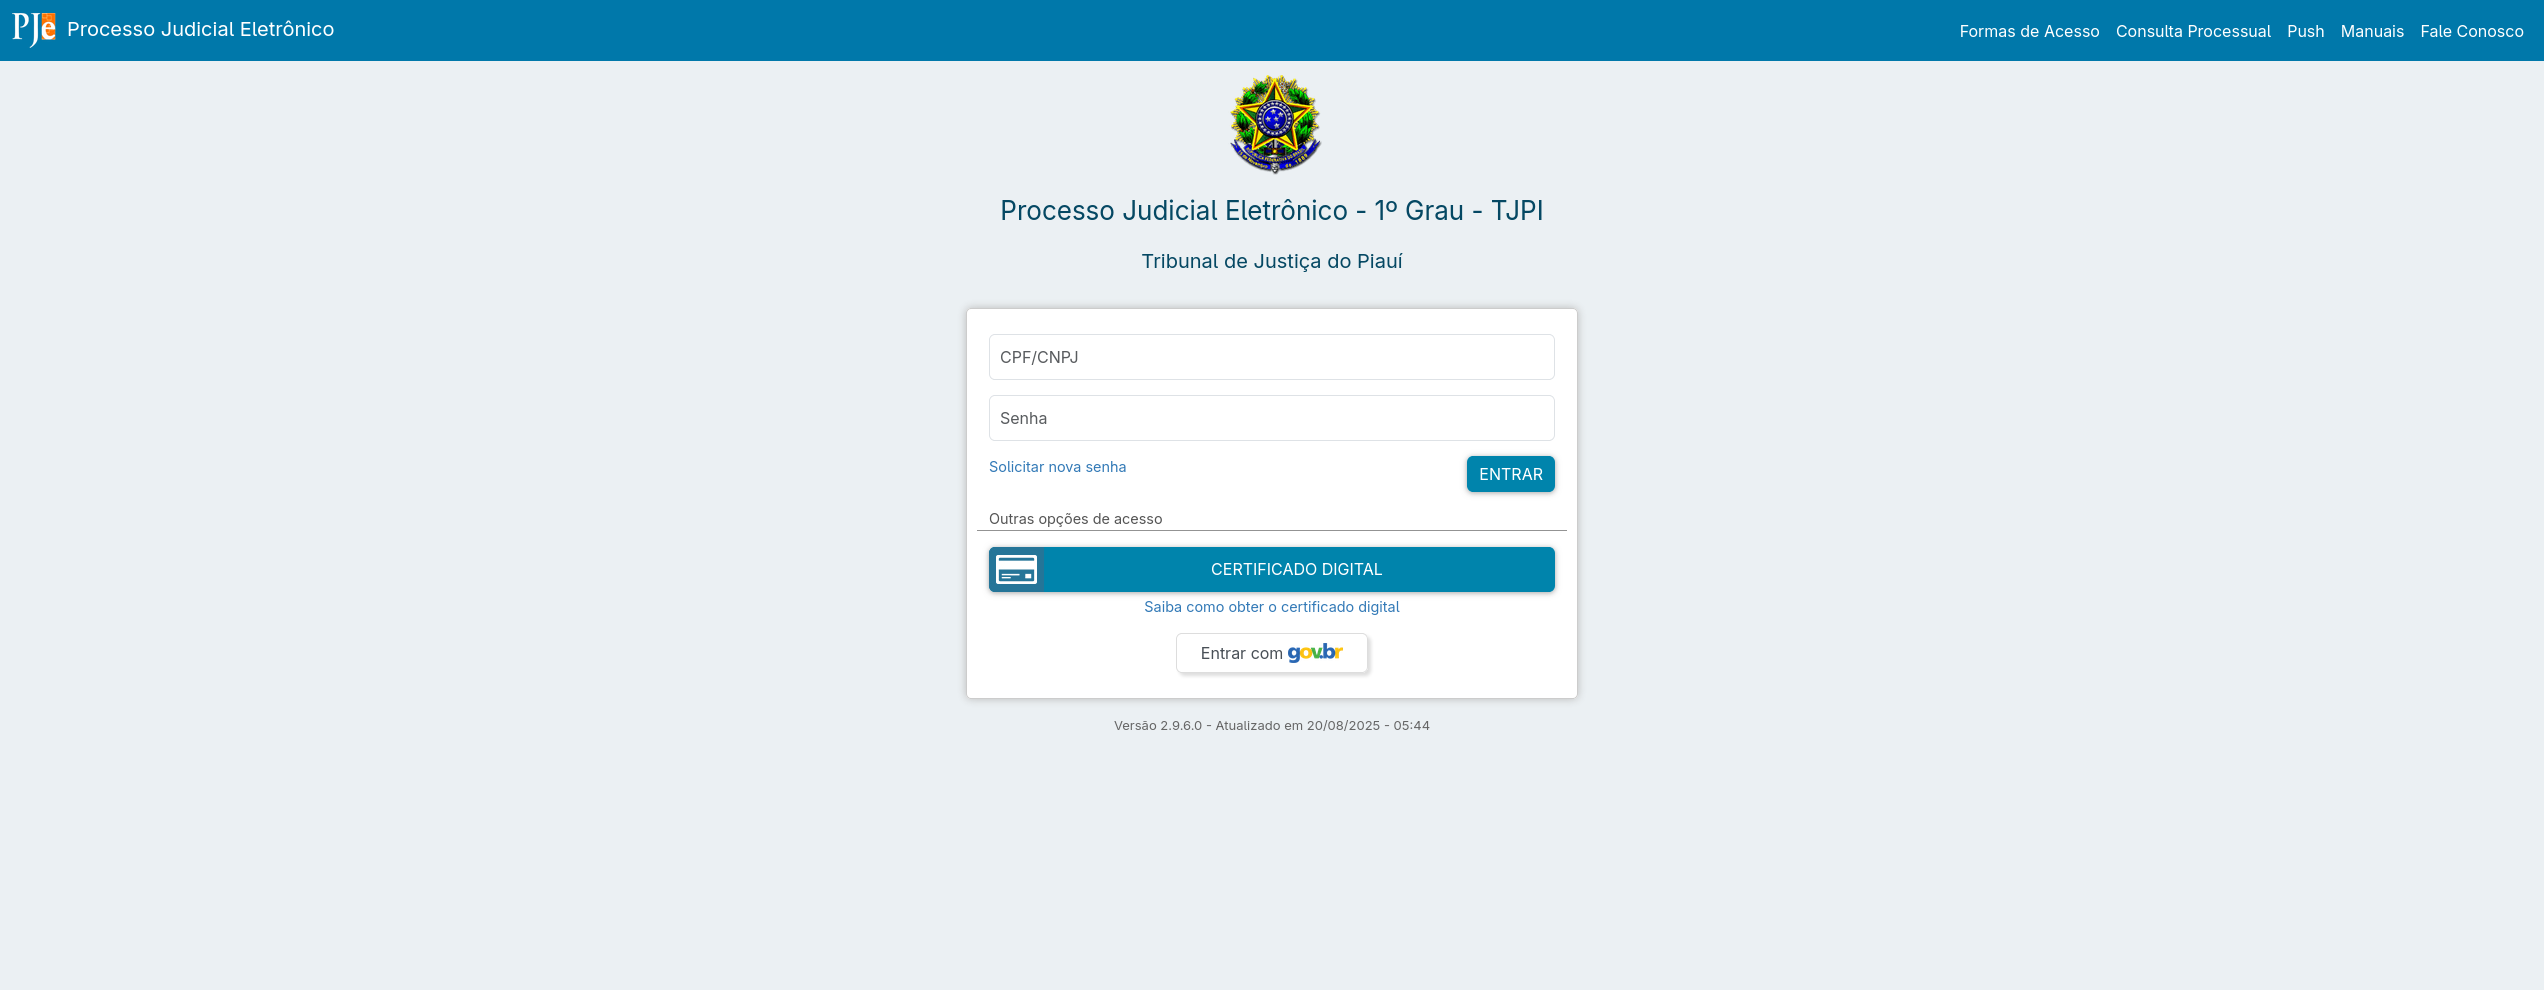 PJe Processo Judicial Eletrônico
Formas de Acesso Consulta Processual Push Manuais Fale Conosco
Processo Judicial Eletrônico - 1º Grau - TJPI
Tribunal de Justiça do Piauí
CPF/CNPJ
Senha
Solicitar nova senha
ENTRAR
Outras opções de acesso
CERTIFICADO DIGITAL
Saiba como obter o certificado digital
Entrar com gov.br
Versão 2.9.6.0 - Atualizado em 20/08/2025 - 05:44